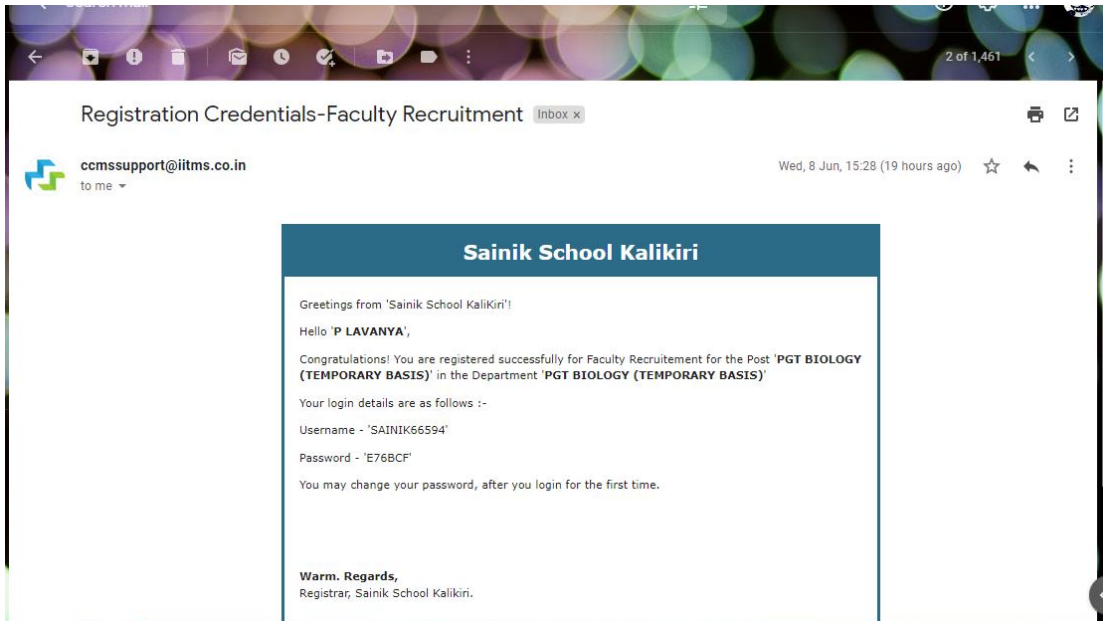 2 of 1,461
Registration Credentials-Faculty Recruitment Inbox x
ccmssupport@iitms.co.in
Wed, 8 Jun, 15:28 (19 hours ago)
to me
Sainik School Kalikiri
Greetings from 'Sainik School KaliKiri'!
Hello 'P LAVANYA',
Congratulations! You are registered successfully for Faculty Recruitement for the Post 'PGT BIOLOGY
(TEMPORARY BASIS)' in the Department 'PGT BIOLOGY (TEMPORARY BASIS)'
Your login details are as follows :-
Username - 'SAINIK66594'
Password - 'E76BCF'
You may change your password, after you login for the first time.
Warm. Regards,
Registrar, Sainik School Kalikiri.